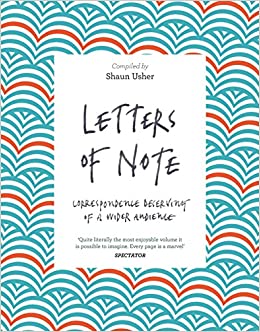 Compiled by
Shaun Usher
LETTERS
OF NOTE
CORRESPONDENCE DESERVING
OF A WIDER AUDIENCE
'Quite literally the most enjoyable volume it
is possible to imagine. Every page is a marvel'
SPECTATOR